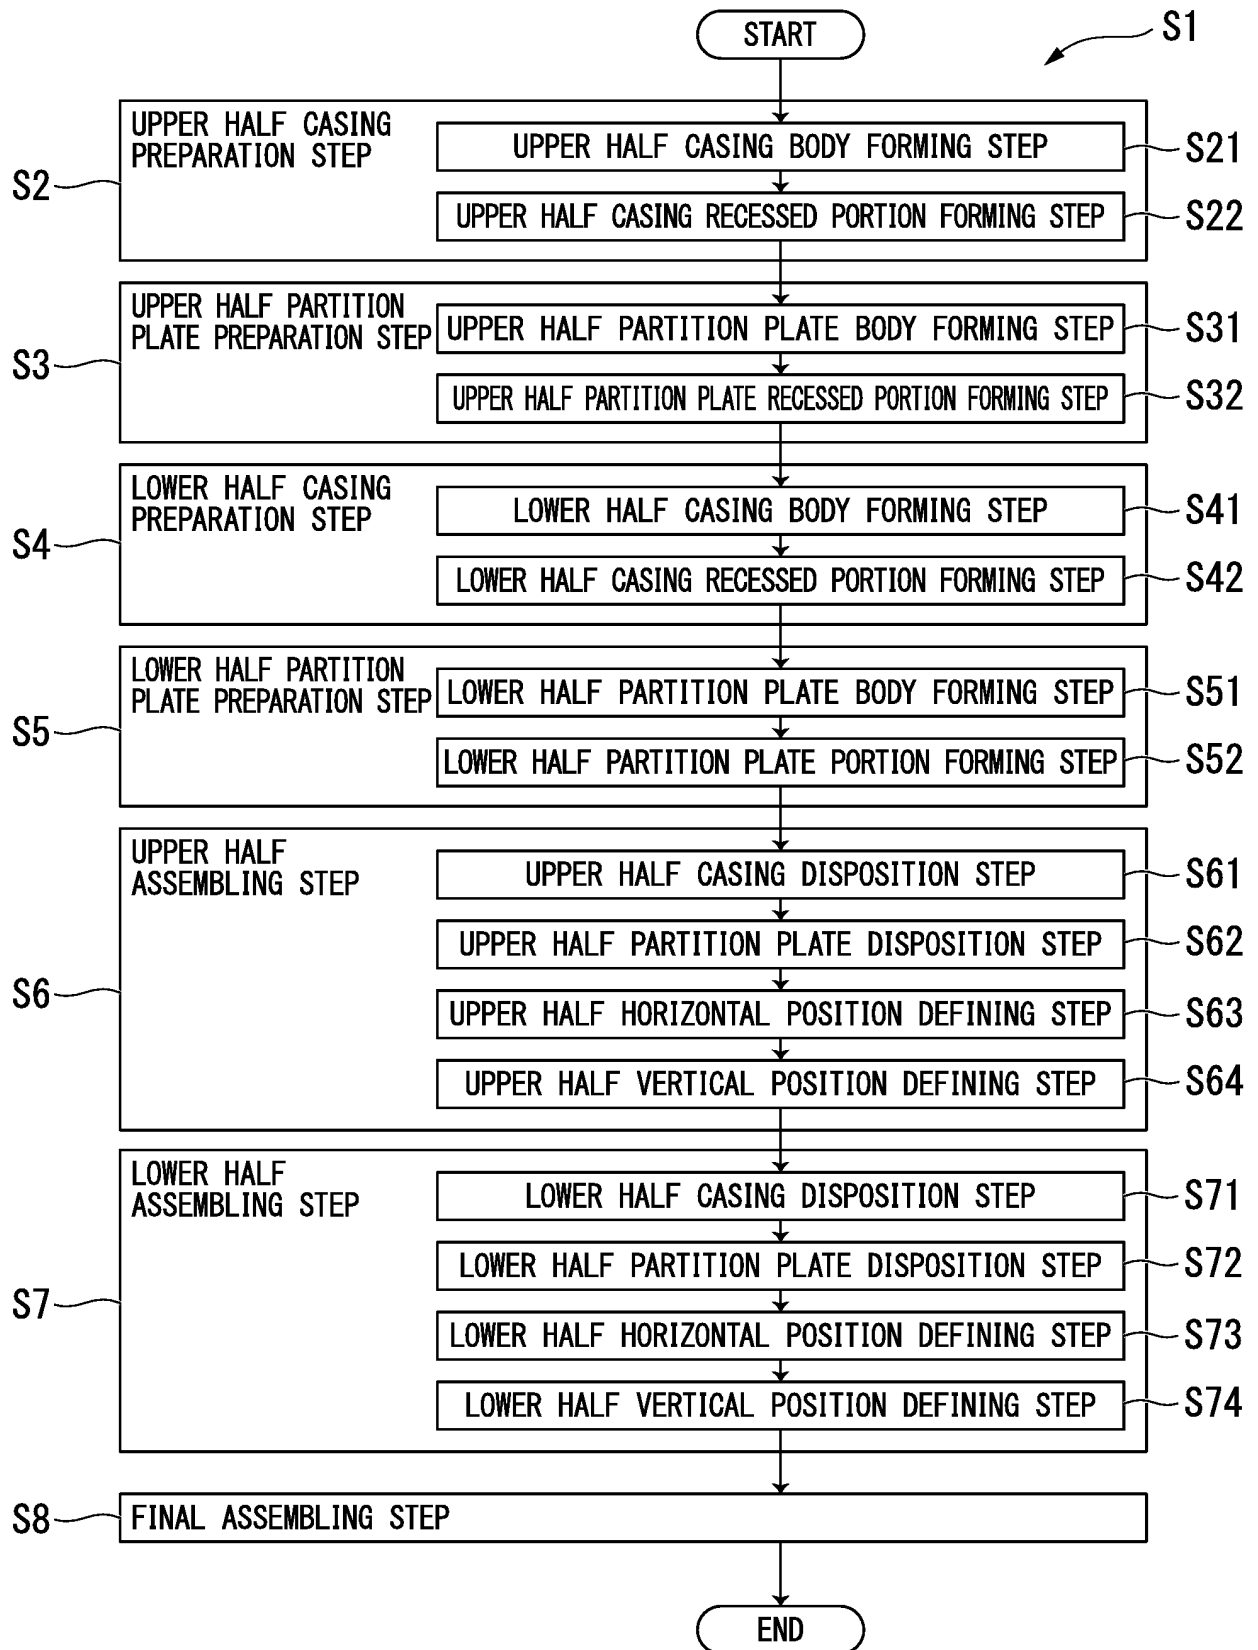 START
S1
S2
UPPER HALF CASING
PREPARATION STEP
UPPER HALF CASING BODY FORMING STEP
S21
UPPER HALF CASING RECESSED PORTION FORMING STEP
S22
S3
UPPER HALF PARTITION
PLATE PREPARATION STEP
UPPER HALF PARTITION PLATE BODY FORMING STEP
S31
UPPER HALF PARTITION PLATE RECESSED PORTION FORMING STEP
S32
S4
LOWER HALF CASING
PREPARATION STEP
LOWER HALF CASING BODY FORMING STEP
S41
LOWER HALF CASING RECESSED PORTION FORMING STEP
S42
S5
LOWER HALF PARTITION
PLATE PREPARATION STEP
LOWER HALF PARTITION PLATE BODY FORMING STEP
S51
LOWER HALF PARTITION PLATE PORTION FORMING STEP
S52
S6
UPPER HALF
ASSEMBLING STEP
UPPER HALF CASING DISPOSITION STEP
S61
UPPER HALF PARTITION PLATE DISPOSITION STEP
S62
UPPER HALF HORIZONTAL POSITION DEFINING STEP
S63
UPPER HALF VERTICAL POSITION DEFINING STEP
S64
S7
LOWER HALF
ASSEMBLING STEP
LOWER HALF CASING DISPOSITION STEP
S71
LOWER HALF PARTITION PLATE DISPOSITION STEP
S72
LOWER HALF HORIZONTAL POSITION DEFINING STEP
S73
LOWER HALF VERTICAL POSITION DEFINING STEP
S74
S8
FINAL ASSEMBLING STEP
END